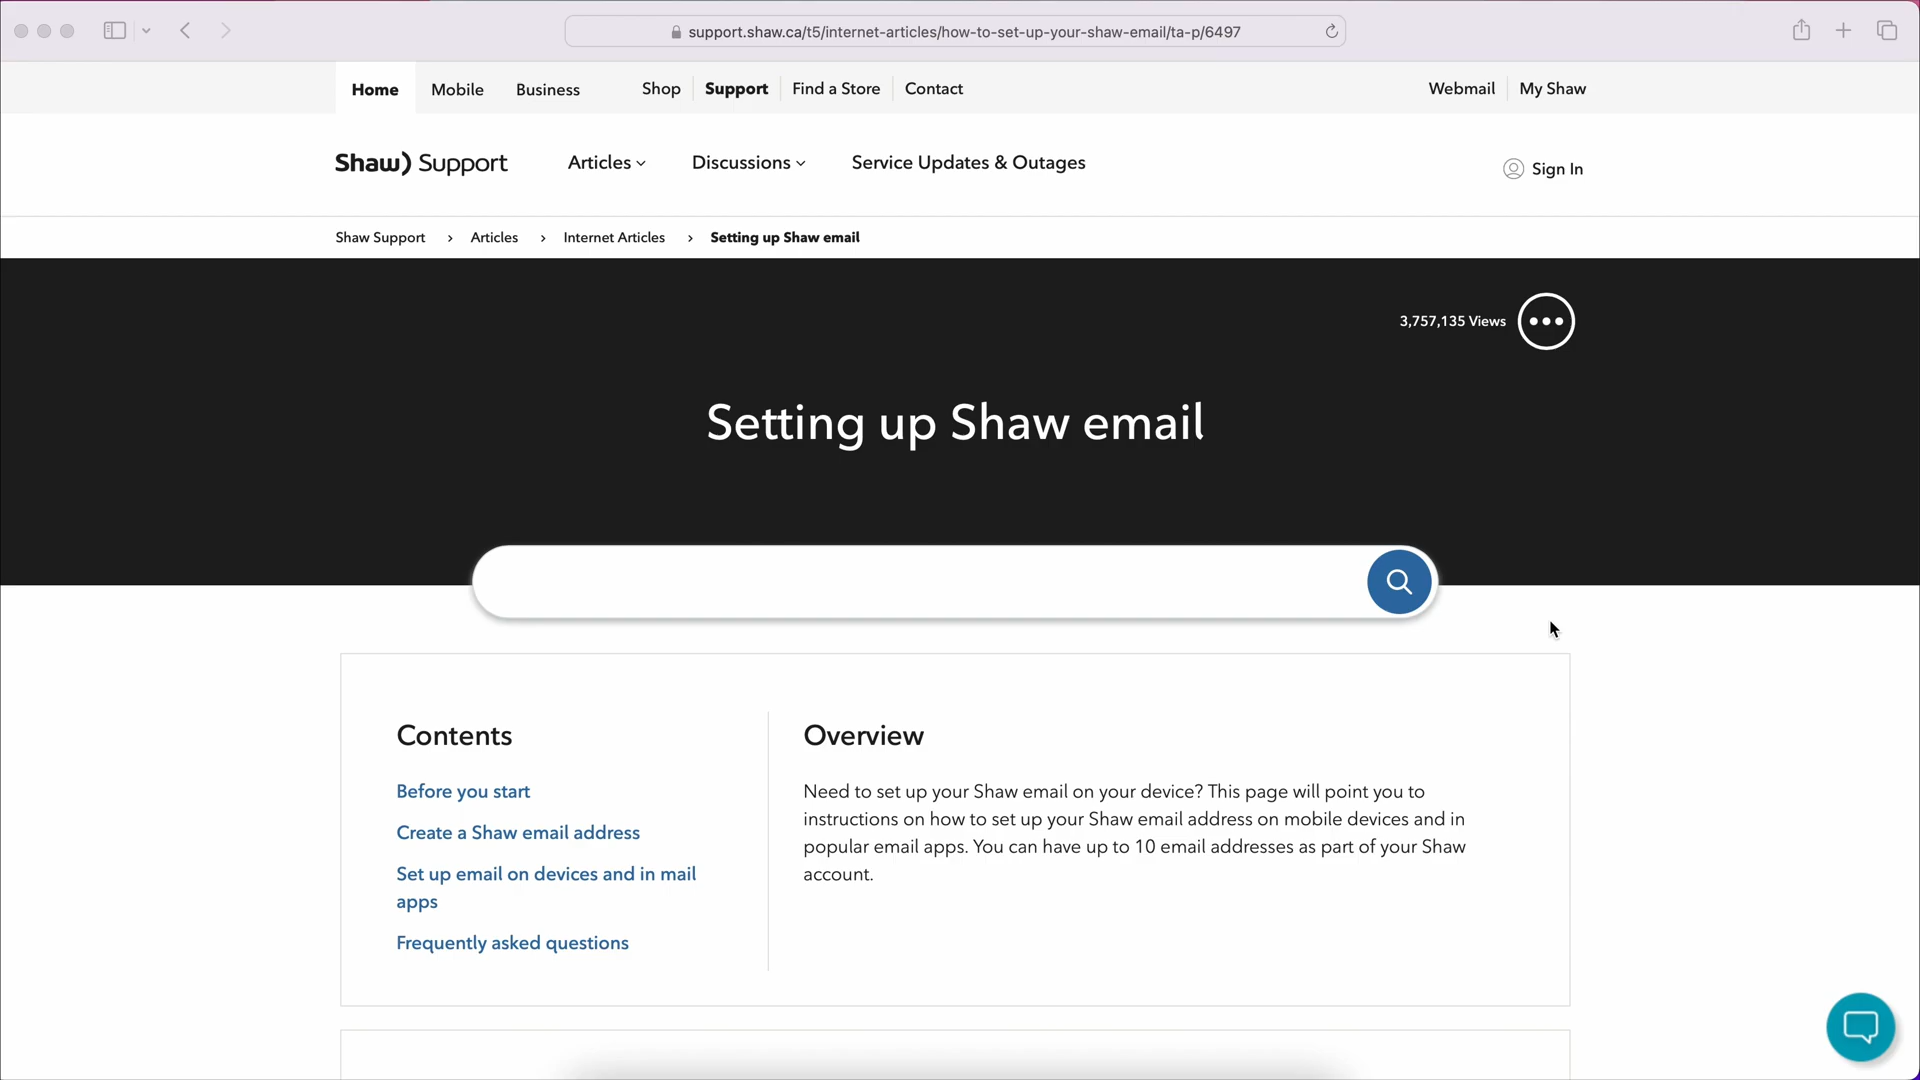 support.shaw.ca/t5/internet-articles/how-to-set-up-your-shaw-email/ta-p/6497
Home Mobile Business Shop Support Find a Store Contact Webmail My Shaw
Shaw) Support Articles Discussions Service Updates & Outages Sign In
Shaw Support › Articles › Internet Articles › Setting up Shaw email
3,757,135 Views
Setting up Shaw email
Contents
Before you start
Create a Shaw email address
Set up email on devices and in mail
apps
Frequently asked questions
Overview
Need to set up your Shaw email on your device? This page will point you to
instructions on how to set up your Shaw email address on mobile devices and in
popular email apps. You can have up to 10 email addresses as part of your Shaw
account.